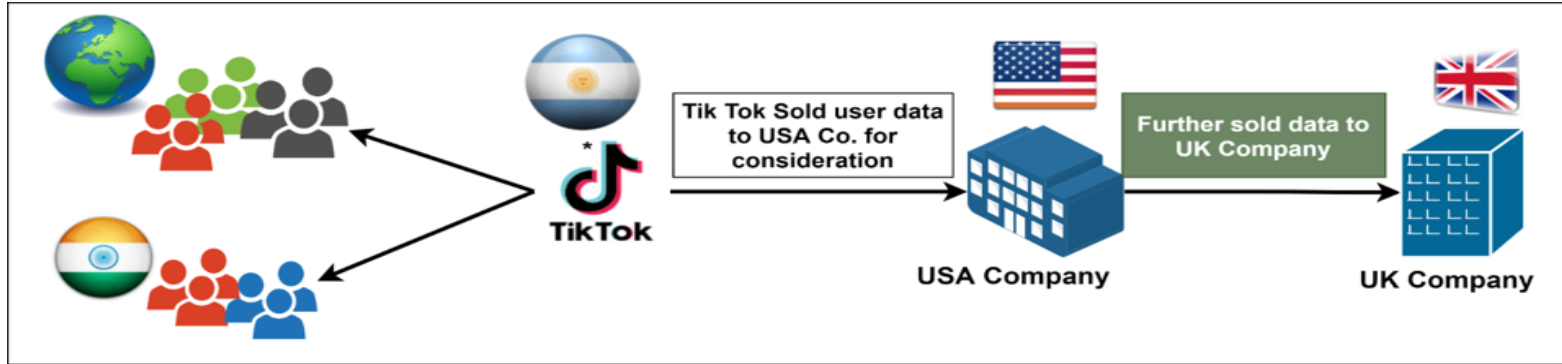 Tik Tok Sold user data
to USA Co. for
consideration
Further sold data to
UK Company
*
TikTok
USA Company
UK Company